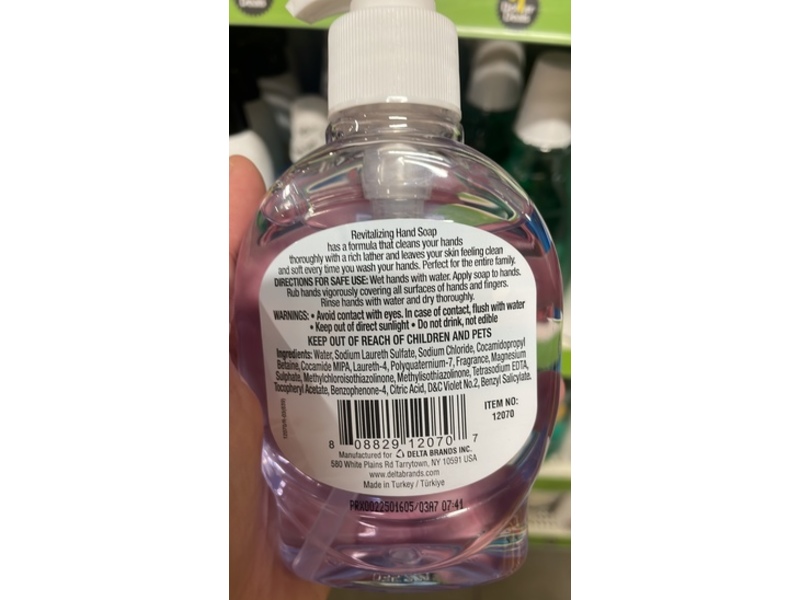 Revitalizing Hand Soap
has a formula that cleans your hands
thoroughly with a rich lather and leaves your skin feeling clean
and soft every time you wash your hands. Perfect for the entire family.
DIRECTIONS FOR SAFE USE: Wet hands with water. Apply soap to hands.
Rub hands vigorously covering all surfaces of hands and fingers.
Rinse hands with water and dry thoroughly.
WARNINGS: • Avoid contact with eyes. In case of contact, flush with water
• Keep out of direct sunlight • Do not drink, not edible
KEEP OUT OF REACH OF CHILDREN AND PETS
Ingredients: Water, Sodium Laureth Sulfate, Sodium Chloride, Cocamidopropyl
Betaine, Cocamide MIPA, Laureth-4, Polyquaternium-7, Fragrance, Magnesium
Sulphate, Methylchloroisothiazolinone, Methylisothiazolinone, Tetrasodium EDTA,
Tocopheryl Acetate, Benzophenone-4, Citric Acid, D&C Violet No.2, Benzyl Salicylate.
ITEM NO:
12070
8 08829 12070 7
Manufactured for DELTA BRANDS INC.
580 White Plains Rd Tarrytown, NY 10591 USA
www.deltabrands.com
Made in Turkey / Türkiye
PRX0022501605/03A7 07:41